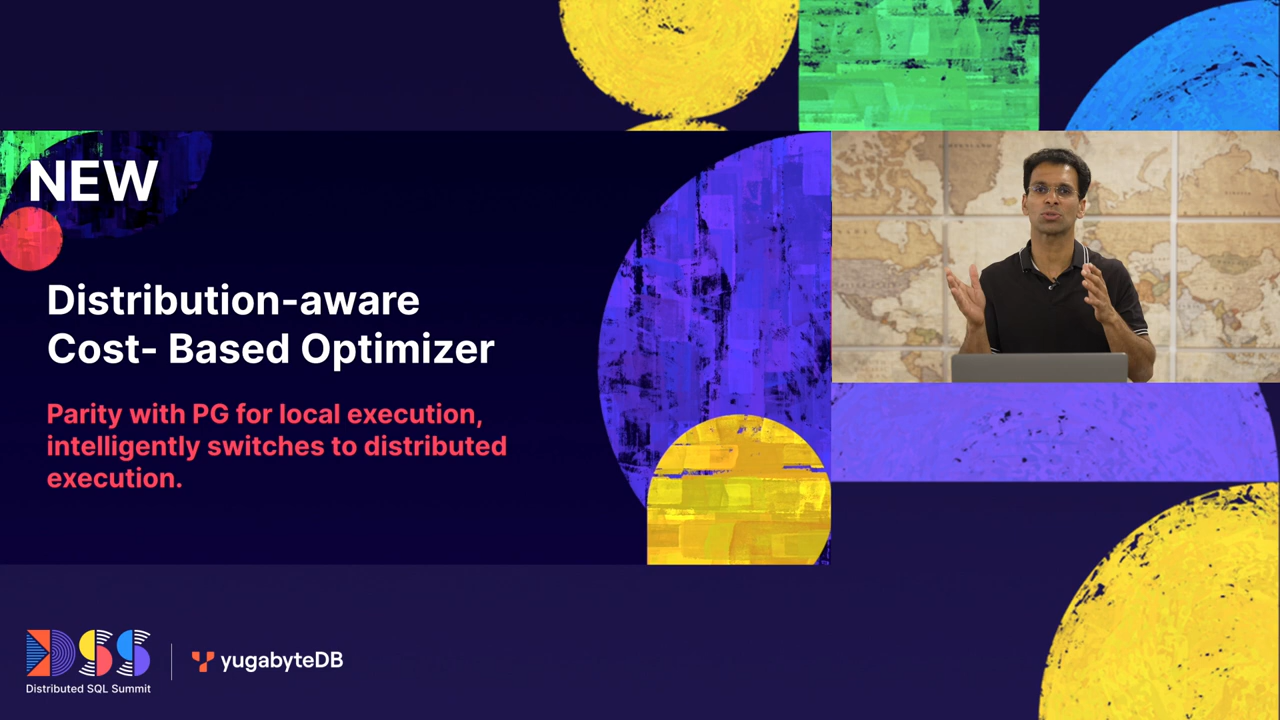 NEW
Distribution-aware
Cost- Based Optimizer
Parity with PG for local execution,
intelligently switches to distributed
execution.
DSS
Distributed SQL Summit
yugabyteDB